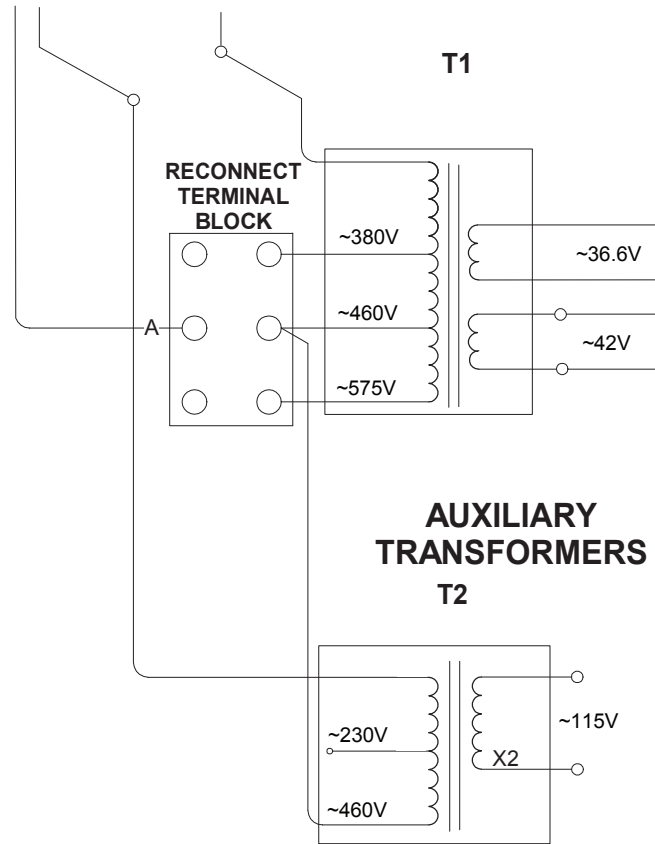 T1
RECONNECT
TERMINAL
BLOCK
~380V
~36.6V
~460V
A
~42V
~575V
AUXILIARY
TRANSFORMERS
T2
~230V
~115V
X2
~460V